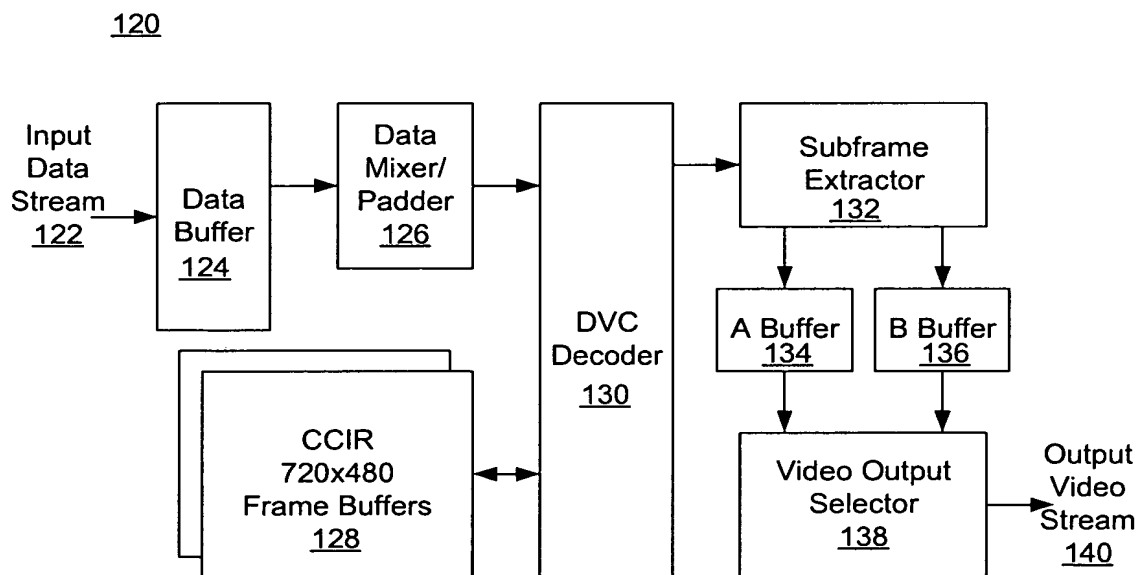 120
Input
Data
Stream
122
Data
Buffer
124
Data
Mixer/
Padder
126
CCIR
720x480
Frame Buffers
128
DVC
Decoder
130
Subframe
Extractor
132
A Buffer
134
B Buffer
136
Video Output
Selector
138
Output
Video
Stream
140